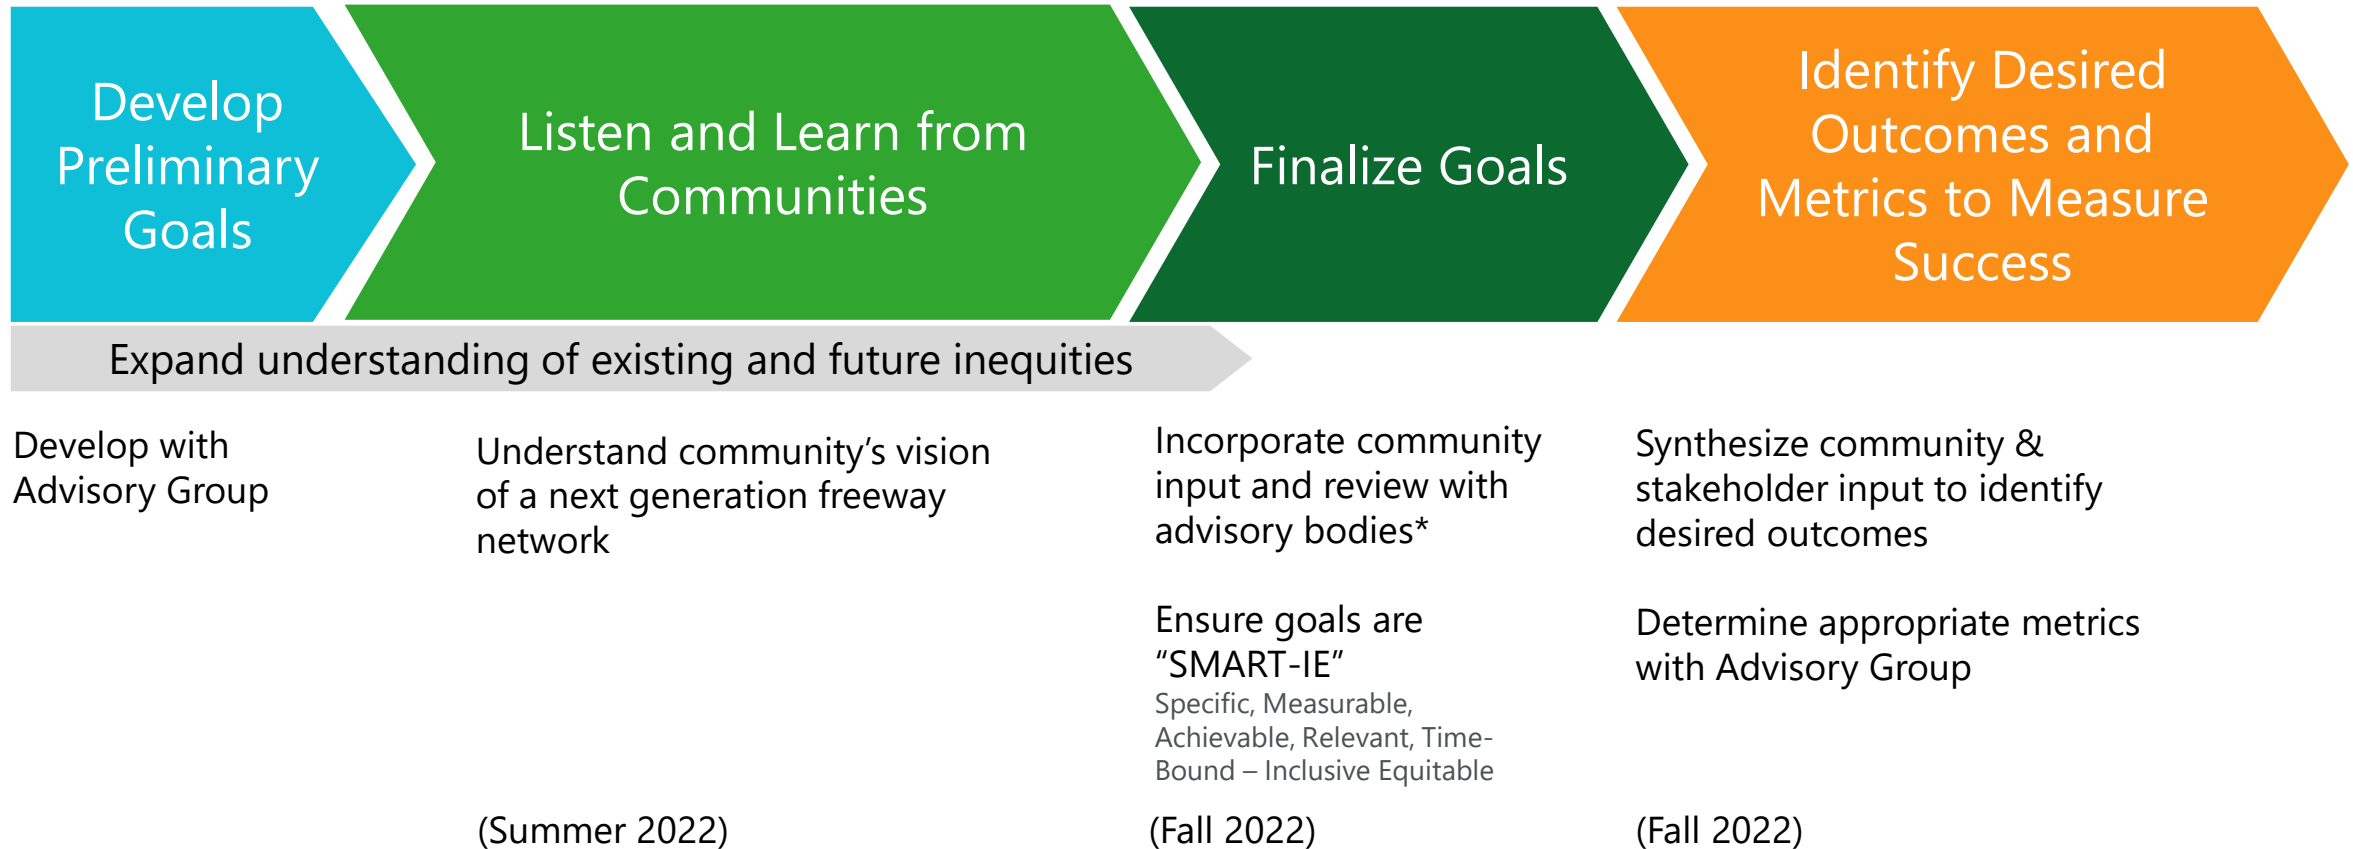 Develop
Preliminary
Goals
Listen and Learn from
Communities
Finalize Goals
Identify Desired
Outcomes and
Metrics to Measure
Success
Expand understanding of existing and future inequities
Develop with
Advisory Group
Understand community’s vision
of a next generation freeway
network
(Summer 2022)
Incorporate community
input and review with
advisory bodies*
Ensure goals are
“SMART-IE”
Specific, Measurable,
Achievable, Relevant, Time-
Bound – Inclusive Equitable
(Fall 2022)
Synthesize community &
stakeholder input to identify
desired outcomes
Determine appropriate metrics
with Advisory Group
(Fall 2022)